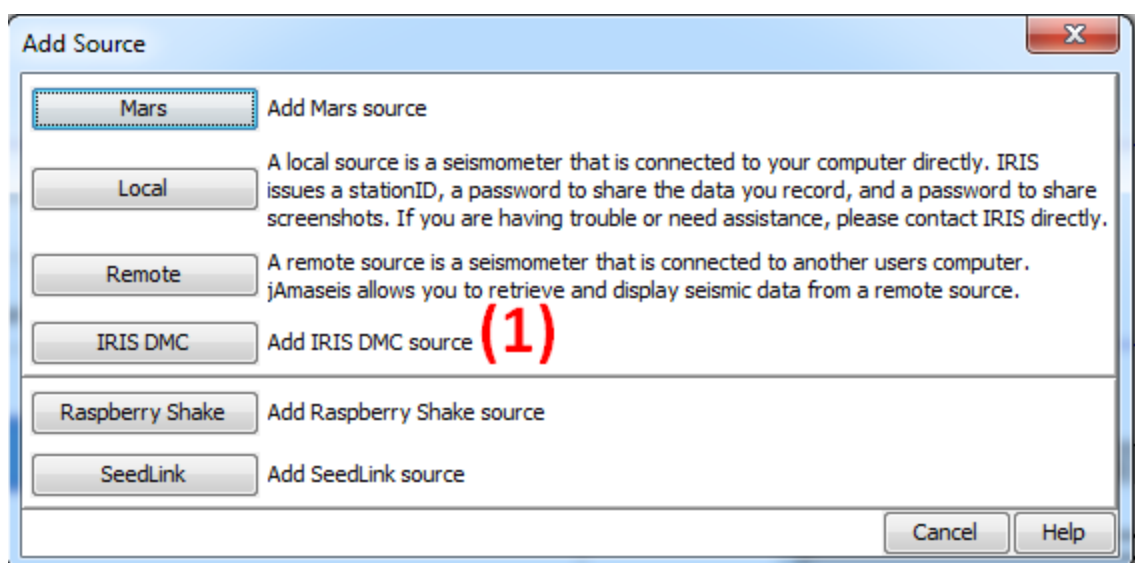 Add Source
Mars Add Mars source
A local source is a seismometer that is connected to your computer directly. IRIS
Local issues a stationID, a password to share the data you record, and a password to share
screenshots. If you are having trouble or need assistance, please contact IRIS directly.
Remote A remote source is a seismometer that is connected to another users computer.
jAmaseis allows you to retrieve and display seismic data from a remote source.
IRIS DMC Add IRIS DMC source (1)
Raspberry Shake Add Raspberry Shake source
SeedLink Add SeedLink source
Cancel Help